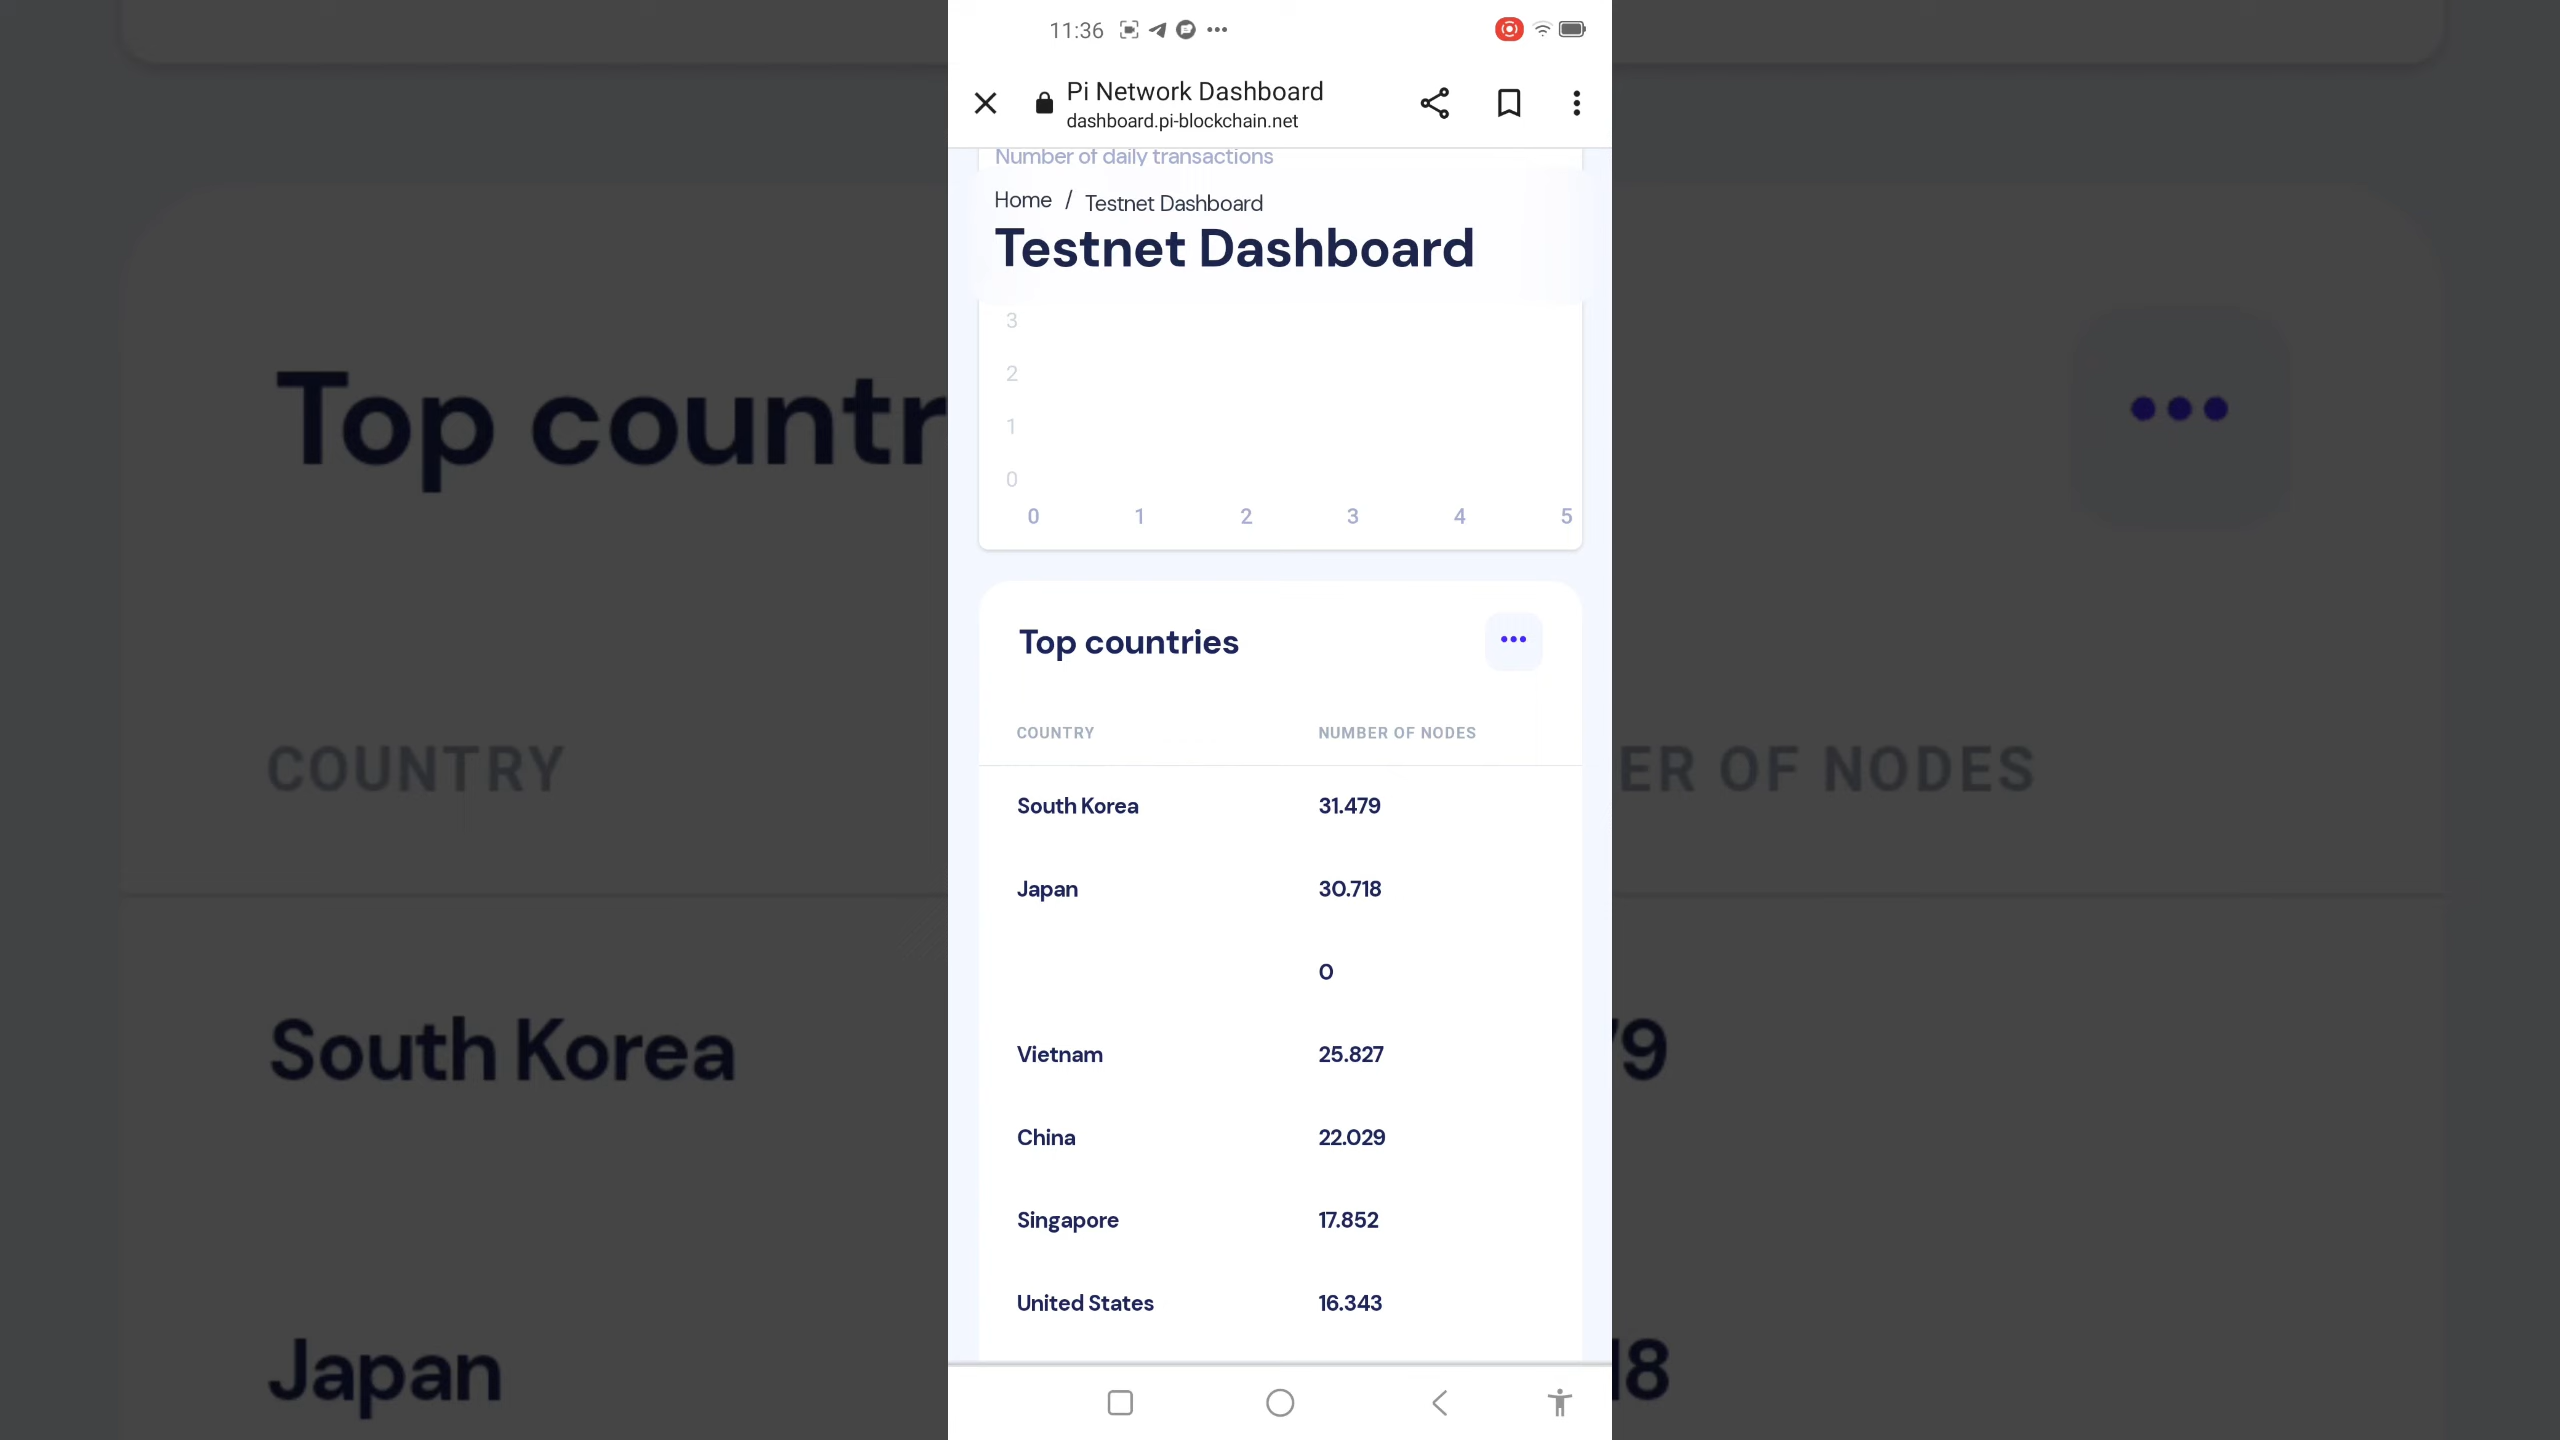 11:36
Pi Network Dashboard
dashboard.pi-blockchain.net
Number of daily transactions
Home / Testnet Dashboard
Testnet Dashboard
3
2
1
0
0 1 2 3 4 5
Top countries
COUNTRY NUMBER OF NODES
South Korea 31.479
Japan 30.718
0
Vietnam 25.827
China 22.029
Singapore 17.852
United States 16.343
Top countr
COUNTRY ER OF NODES
South Korea 79
Japan 18